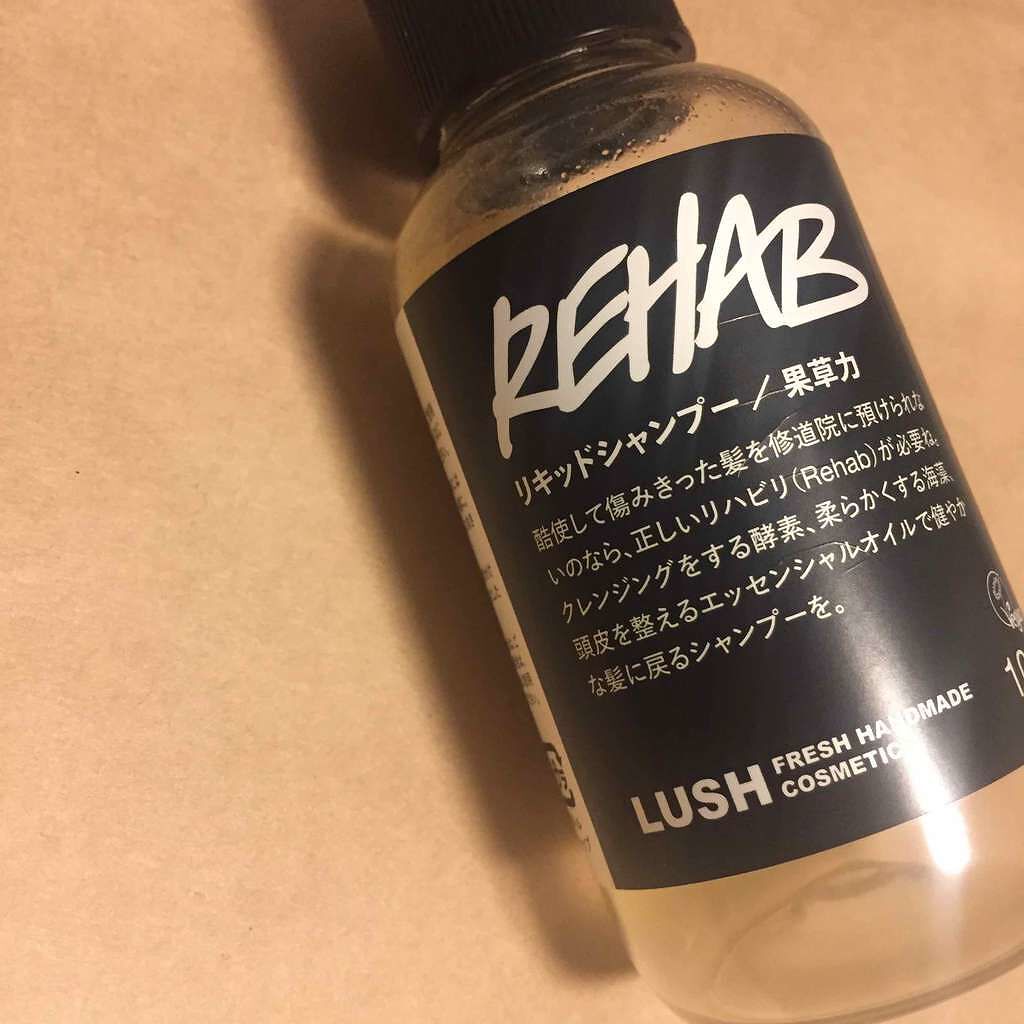 REHAB
リキッドシャンプー / 果草力
酷使して傷みきった髪を修道院に預けられな
いのなら、正しいリハビリ(Rehab)が必要ね。
クレンジングをする酵素、柔らかくする海藻、
頭皮を整えるエッセンシャルオイルで健やか
な髪に戻るシャンプーを。
LUSH
FRESH HANDMADE
COSMETICS